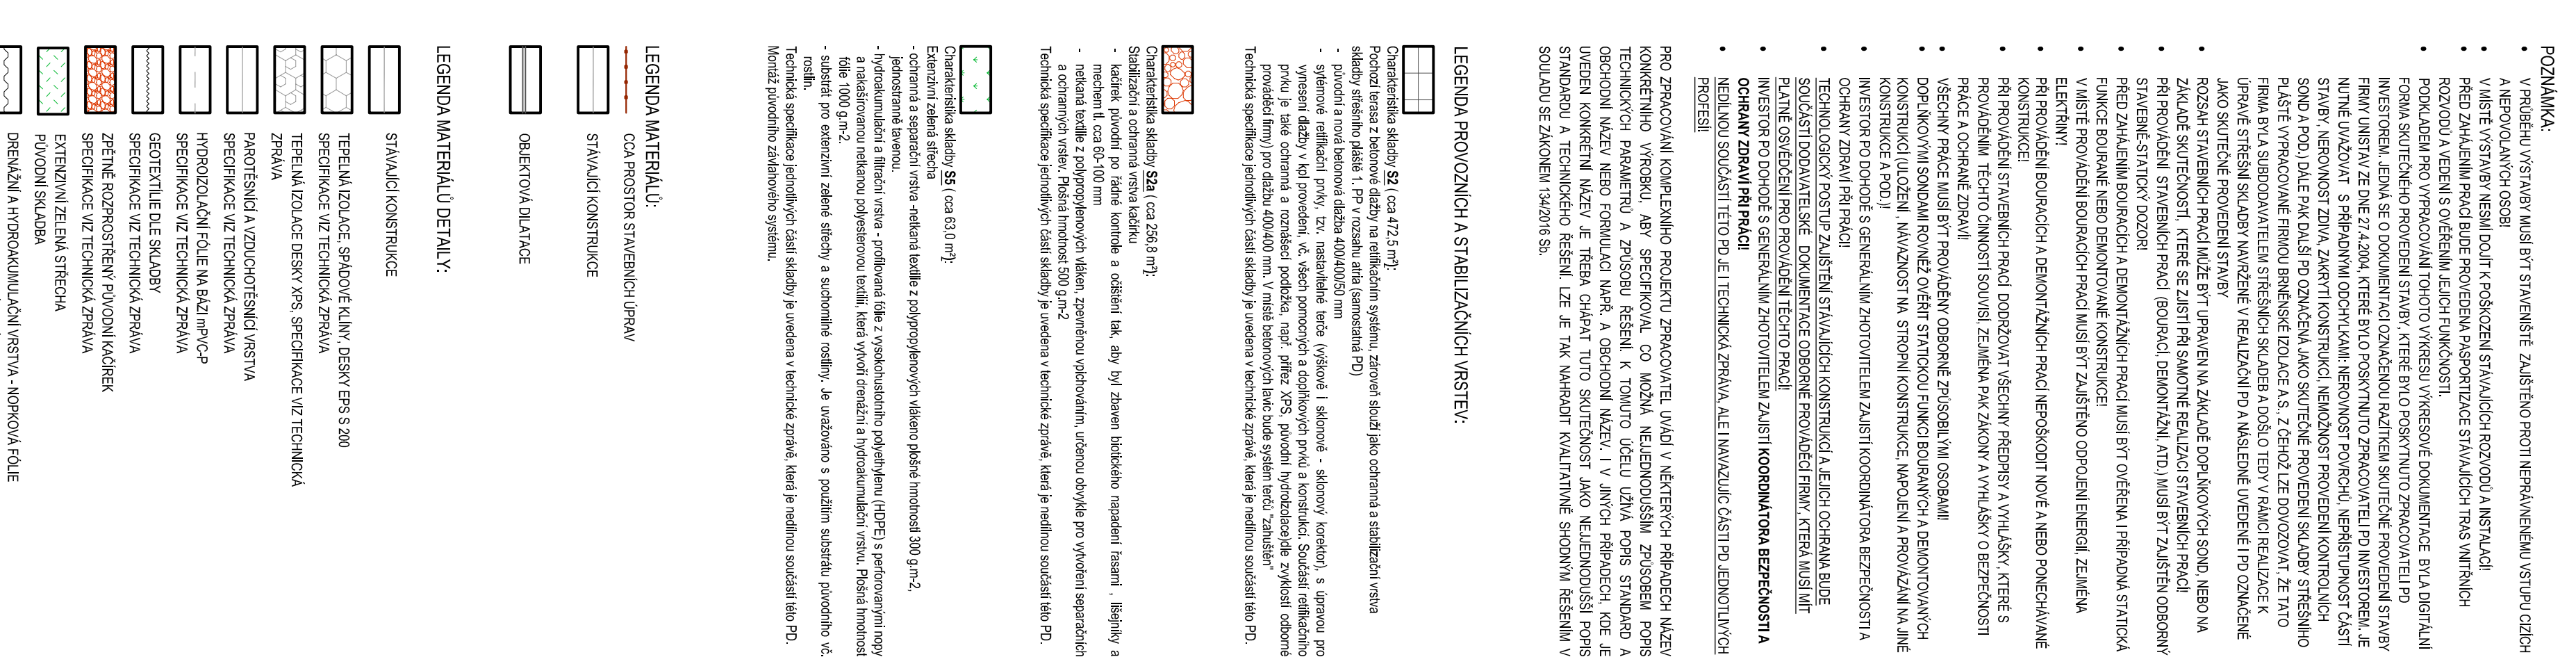 POZNÁMKA:
• V PRŮBĚHU VÝSTAVBY MUSÍ BÝT STAVENIŠTĚ ZAJIŠTĚNO PROTI NEPRÁVNĚNÉMU VSTUPU CIZÍCH
A NEPOVOLANÝCH OSOB!
• V MÍSTĚ VÝSTAVBY NESMÍ DOJÍT K POŠKOZENÍ STÁVAJÍCÍCH ROZVODŮ A INSTALACÍ!
• PŘED ZAHÁJENÍM PRACÍ BUDE PROVEDENA PASPORTIZACE STÁVAJÍCÍCH TRAS VNITŘNÍCH
ROZVODŮ A VEDENÍ S OVĚŘENÍM JEJICH FUNKČNOSTI.
• PODKLADEM PRO VYPRACOVÁNÍ TOHOTO VÝKRESU VÝKRESOVÉ DOKUMENTACE BYLA DIGITÁLNÍ
FORMA SKUTEČNÉHO PROVEDENÍ STAVBY, KTERÉ BYLO POSKYTNUTO ZPRACOVATELI PD
INVESTOREM. JEDNÁ SE O DOKUMENTACI OZNAČENOU RAZÍTKEM SKUTEČNÉ PROVEDENÍ STAVBY
FIRMY UNISTAV ZE DNE 27.4.2004, KTERÉ BYLO POSKYTNUTO ZPRACOVATELI PD INVESTOREM. JE
NUTNÉ UVAŽOVAT S PŘÍPADNÝMI ODCHYLKAMI: NEROVNOST POVRCHŮ, NEPŘÍSTUPNOST ČÁSTÍ
STAVBY, NEROVNOST ZDIVA, ZAKRYTÍ KONSTRUKCÍ, NEMOŽNOST PROVEDENÍ KONTROLNÍCH
SOND A POD.) DÁLE PAK DALŠÍ PD OZNAČENÁ JAKO SKUTEČNÉ PROVEDENÍ SKLADBY STŘEŠNÍHO
PLÁŠTĚ VYPRACOVANÉ FIRMOU BRNĚNSKÉ IZOLACE A.S., Z ČEHOŽ LZE DOVOZOVAT, ŽE TATO
FIRMA BYLA SUBDODAVATELEM STŘEŠNÍCH SKLADEB A DOŠLO TEDY V RÁMCI REALIZACE K
ÚPRAVĚ STŘEŠNÍ SKLADBY NAVRŽENÉ V REALIZAČNÍ PD A NÁSLEDNĚ UVEDENÉ I PD OZNAČENÉ
JAKO SKUTEČNÉ PROVEDENÍ STAVBY
• ROZSAH STAVEBNÍCH PRACÍ MŮŽE BÝT UPRAVEN NA ZÁKLADĚ DOPLŇKOVÝCH SOND, NEBO NA
ZÁKLADĚ SKUTEČNOSTÍ, KTERÉ SE ZJISTÍ PŘI SAMOTNÉ REALIZACI STAVEBNÍCH PRACÍ!
• PŘI PROVÁDĚNÍ STAVEBNÍCH PRACÍ (BOURACÍ, DEMONTÁŽNÍ, ATD.) MUSÍ BÝT ZAJIŠTĚN ODBORNÝ
STAVEBNĚ-STATICKÝ DOZOR!
• PŘED ZAHÁJENÍM BOURACÍCH A DEMONTÁŽNÍCH PRACÍ MUSÍ BÝT OVĚŘENA I PŘÍPADNÁ STATICKÁ
FUNKCE BOURANÉ NEBO DEMONTOVANÉ KONSTRUKCE!
• V MÍSTĚ PROVÁDĚNÍ BOURACÍCH PRACÍ MUSÍ BÝT ZAJIŠTĚNO ODPOJENÍ ENERGIÍ, ZEJMÉNA
ELEKTŘINY!
• PŘI PROVÁDĚNÍ BOURACÍCH A DEMONTÁŽNÍCH PRACÍ NEPOŠKODIT NOVÉ A NEBO PONECHÁVANÉ
KONSTRUKCE!
• PŘI PROVÁDĚNÍ STAVEBNÍCH PRACÍ DODRŽOVAT VŠECHNY PŘEDPISY A VYHLÁŠKY, KTERÉ S
PROVÁDĚNÍM TĚCHTO ČINNOSTÍ SOUVISÍ, ZEJMÉNA PAK ZÁKONY A VYHLÁŠKY O BEZPEČNOSTI
PRÁCE A OCHRANĚ ZDRAVÍ!
• VŠECHNY PRÁCE MUSÍ BÝT PROVÁDĚNY ODBORNĚ ZPŮSOBILÝMI OSOBAMI!
• DOPLŇKOVÝMI SONDAMI ROVNĚŽ OVĚŘIT STATICKOU FUNKCI BOURANÝCH A DEMONTOVANÝCH
KONSTRUKCÍ (ULOŽENÍ , NÁVAZNOST NA STROPNÍ KONSTRUKCE, NAPOJENÍ A PROVÁZÁNÍ NA JINÉ
KONSTRUKCE A POD.)!
• INVESTOR PO DOHODĚ S GENERÁLNÍM ZHOTOVITELEM ZAJISTÍ KOORDINÁTORA BEZPEČNOSTI A
OCHRANY ZDRAVÍ PŘI PRÁCI!
• TECHNOLOGICKÝ POSTUP ZAJIŠTĚNÍ STÁVAJÍCÍCH KONSTRUKCÍ A JEJICH OCHRANA BUDE
SOUČÁSTÍ DODAVATELSKÉ DOKUMENTACE ODBORNÉ PROVÁDĚCÍ FIRMY, KTERÁ MUSÍ MÍT
PLATNÉ OSVĚDČENÍ PRO PROVÁDĚNÍ TĚCHTO PRACÍ!
• INVESTOR PO DOHODĚ S GENERÁLNÍM ZHOTOVITELEM ZAJISTÍ KOORDINÁTORA BEZPEČNOSTI A
OCHRANY ZDRAVÍ PŘI PRÁCI!
• NEDÍLNOU SOUČÁSTÍ TÉTO PD JE I TECHNICKÁ ZPRÁVA, ALE I NAVAZUJÍC ČÁSTI PD JEDNOTLIVÝCH
PROFESÍ!
PRO ZPRACOVÁNÍ KOMPLEXNÍHO PROJEKTU ZPRACOVATEL UVÁDÍ V NĚKTERÝCH PŘÍPADECH NÁZEV
KONKRÉTNÍHO VÝROBKU, ABY SPECIFIKOVAL CO MOŽNÁ NEJJEDNODUŠŠÍM ZPŮSOBEM POPIS
TECHNICKÝCH PARAMETRŮ A ZPŮSOBU ŘEŠENÍ. K TOMUTO ÚČELU UŽÍVÁ POPIS STANDARD A
OBCHODNÍ NÁZEV NEBO FORMULACI NAPŘ. A OBCHODNÍ NÁZEV. I V JINÝCH PŘÍPADECH, KDE JE
UVEDEN KONKRÉTNÍ NÁZEV JE TŘEBA CHÁPAT TUTO SKUTEČNOST JAKO NEJJEDNODUŠŠÍ POPIS
STANDARDU A TECHNICKÉHO ŘEŠENÍ. LZE JE TAK NAHRADIT KVALITATIVNĚ SHODNÝM ŘEŠENÍM V
SOULADU SE ZÁKONEM 134/2016 Sb.
LEGENDA PROVOZNÍCH A STABILIZAČNÍCH VRSTEV:
Charakteristika skladby S2 ( cca 472,5 m²):
Pochozí terasa z betonové dlažby na retifikačním systému, zároveň slouží jako ochranná a stabilizační vrstva
skladby střešního pláště 1. PP v rozsahu atria (samostatná PD)
- původní a nová betonová dlažba 400/400/50 mm
- sytémové retifikační prvky, tzv. nastavitelné terče (výškově i sklonově - sklonový korektor), s úpravou pro
vynesení dlažby v kpl provedení, vč. všech pomocných a doplňkových prvků a konstrukcí. Součástí retifikačního
prvku je také ochranná a roznášecí podložka, např. přířez XPS, původní hydroizolace)dle zvyklostí odborné
prováděcí firmy) pro dlažbu 400/400 mm. V místě betonových lavic bude systém terčů "zahuštěn"
Technická specifikace jednotlivých částí skladby je uvedena v technické zprávě, která je nedílnou součástí této PD.
Charakteristika skladby S2a ( cca 256,8 m²):
Stabilizační a ochranná vrstva kačírku
- kačírek původní po řádné kontrole a očištění tak, aby byl zbaven biotického napadení řasami , lišejníky a
mechem tl. cca 60-100 mm
- netkaná textilie z polypropylenových vláken, zpevněnou vpichováním, určenou obvykle pro vytvoření separačních
a ochranných vrstev. Plošná hmotnost 500 g.m-2
Technická specifikace jednotlivých částí skladby je uvedena v technické zprávě, která je nedílnou součástí této PD.
Charakteristika skladby S5 ( cca 63,0 m²):
Extenzivní zelená střecha
- ochranná a separační vrstva -netkaná textilie z polypropylenových vlákeno plošné hmotnosti 300 g.m-2,
jednostranně tavenou.
- hydroakumulační a filtrační vrstva - profilovaná fólie z vysokohustotního polyethylenu (HDPE) s perforovanými nopy
a nakašírovanou netkanou polyesterovou textilií, která vytvoří drenážní a hydroakumulační vrstvu. Plošná hmotnost
fólie 1000 g.m-2.
- substrát pro extenzivní zelené střechy a suchomilné rostliny. Je uvažováno s použitím substrátu původního vč.
rostlin.
Technická specifikace jednotlivých částí skladby je uvedena v technické zprávě, která je nedílnou součástí této PD.
Montáž původního závlahového systému.
LEGENDA MATERIÁLŮ:
CCA PROSTOR STAVEBNÍCH ÚPRAV
STÁVAJÍCÍ KONSTRUKCE
OBJEKTOVÁ DILATACE
LEGENDA MATERIÁLŮ DETAILY:
STÁVAJÍCÍ KONSTRUKCE
TEPELNÁ IZOLACE, SPÁDOVÉ KLÍNY, DESKY EPS S 200
SPECIFIKACE VIZ TECHNICKÁ ZPRÁVA
TEPELNÁ IZOLACE DESKY XPS, SPECIFIKACE VIZ TECHNICKÁ
ZPRÁVA
PAROTĚSNÍCÍ A VZDUCHOTĚSNÍCÍ VRSTVA
SPECIFIKACE VIZ TECHNICKÁ ZPRÁVA
HYDROIZOLAČNÍ FÓLIE NA BÁZI mPVC-P
SPECIFIKACE VIZ TECHNICKÁ ZPRÁVA
GEOTEXTÍLIE DLE SKLADBY
SPECIFIKACE VIZ TECHNICKÁ ZPRÁVA
ZPĚTNĚ ROZPROSTŘENÝ PŮVODNÍ KAČÍREK
SPECIFIKACE VIZ TECHNICKÁ ZPRÁVA
EXTENZIVNÍ ZELENÁ STŘECHA
PŮVODNÍ SKLADBA
DRENÁŽNÍ A HYDROAKUMULAČNÍ VRSTVA - NOPKOVÁ FÓLIE